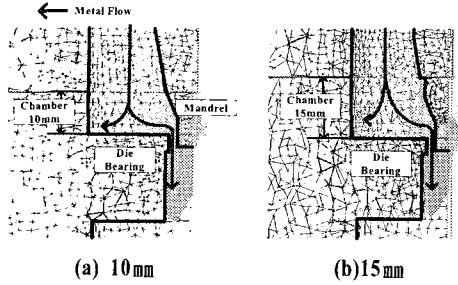 Metal Flow
Chamber
10mm
Mandrel
Die
Bearing
(a) 10mm
Chamber
15mm
Die
Bearing
(b)15mm